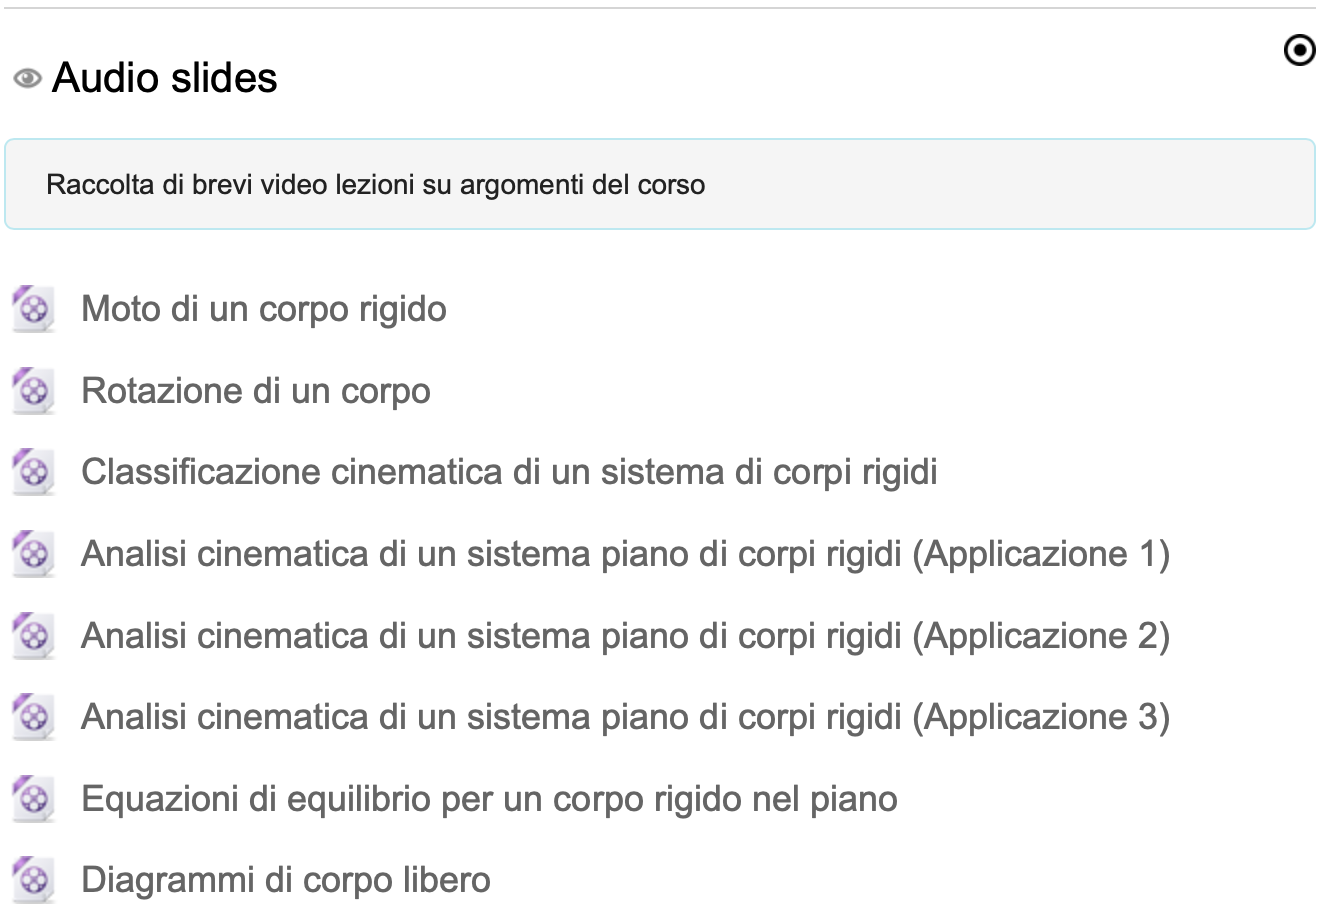 Audio slides
Raccolta di brevi video lezioni su argomenti del corso
Moto di un corpo rigido
Rotazione di un corpo
Classificazione cinematica di un sistema di corpi rigidi
Analisi cinematica di un sistema piano di corpi rigidi (Applicazione 1)
Analisi cinematica di un sistema piano di corpi rigidi (Applicazione 2)
Analisi cinematica di un sistema piano di corpi rigidi (Applicazione 3)
Equazioni di equilibrio per un corpo rigido nel piano
Diagrammi di corpo libero